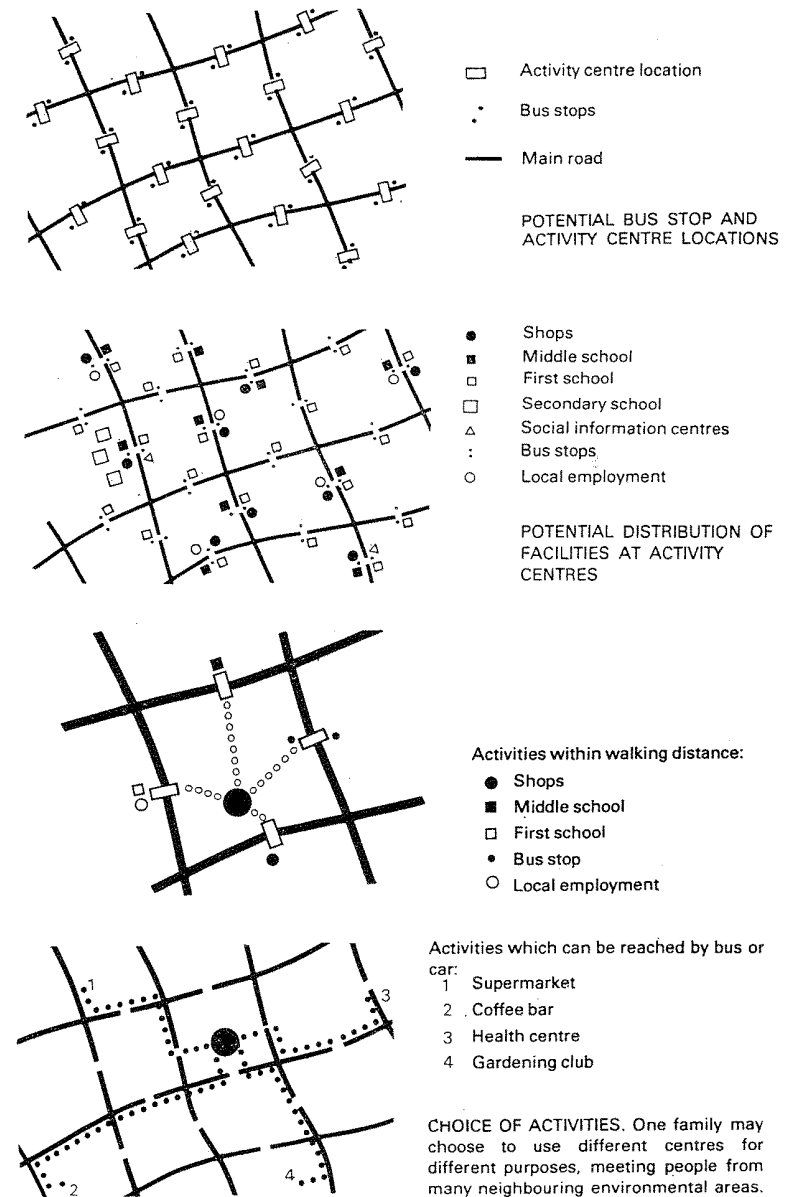 Activity centre location
Bus stops
Main road
POTENTIAL BUS STOP AND
ACTIVITY CENTRE LOCATIONS
Shops
Middle school
First school
Secondary school
Social information centres
Bus stops
Local employment
POTENTIAL DISTRIBUTION OF
FACILITIES AT ACTIVITY
CENTRES
Activities within walking distance:
Shops
Middle school
First school
Bus stop
Local employment
1
3
2
4
Activities which can be reached by bus or
car:
1 Supermarket
2 Coffee bar
3 Health centre
4 Gardening club
CHOICE OF ACTIVITIES. One family may
choose to use different centres for
different purposes, meeting people from
many neighbouring environmental areas.